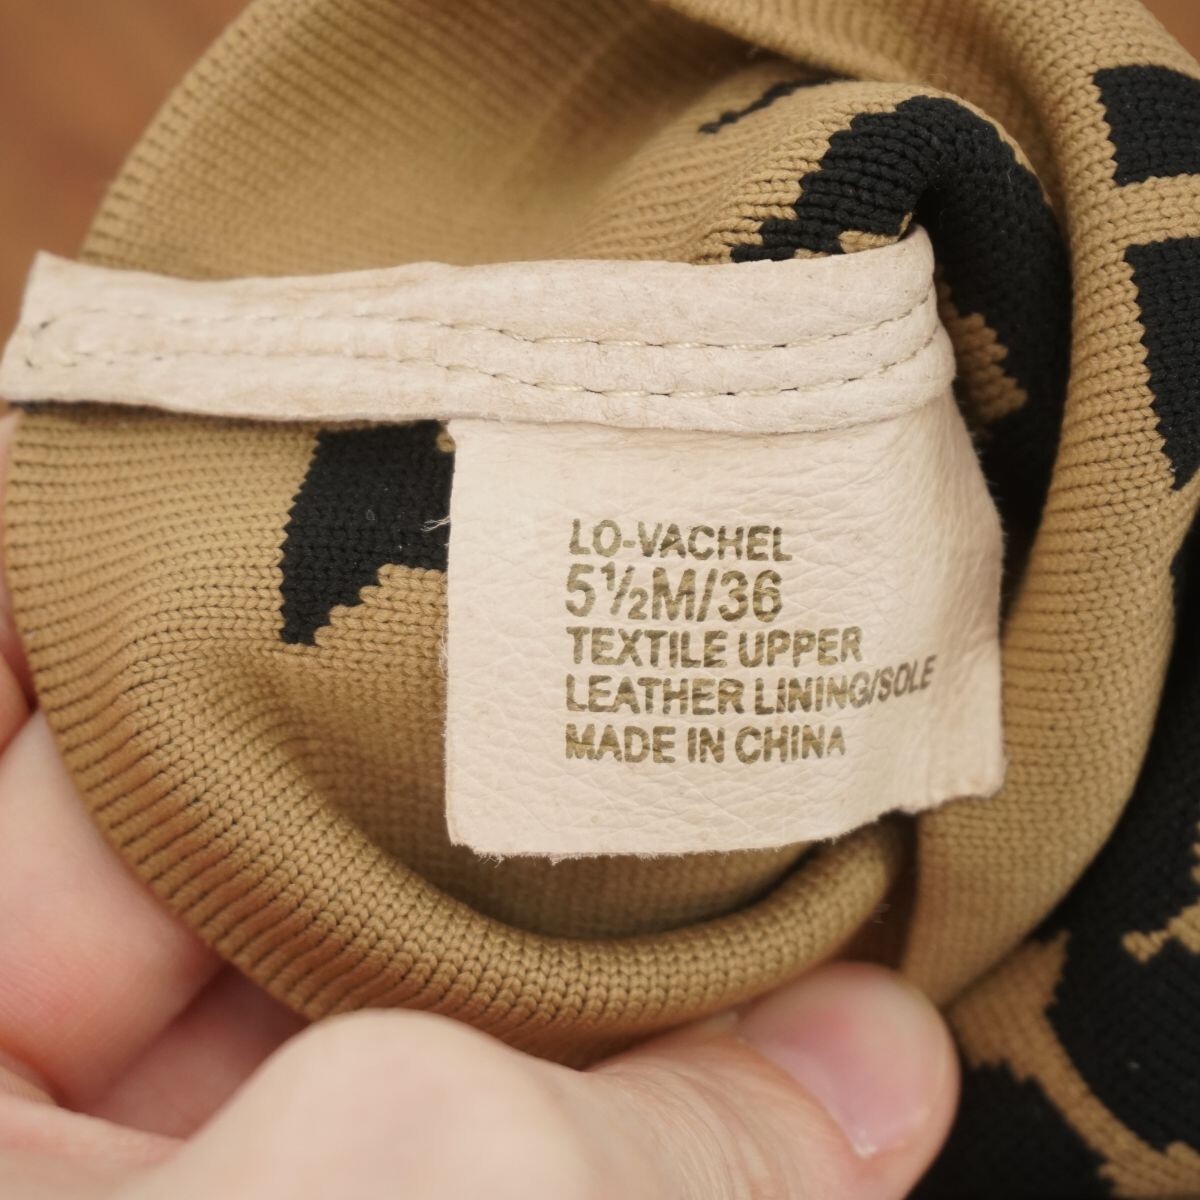 LO-VACHEL
5½M/36
TEXTILE UPPER
LEATHER LINING/SOLE
MADE IN CHINA